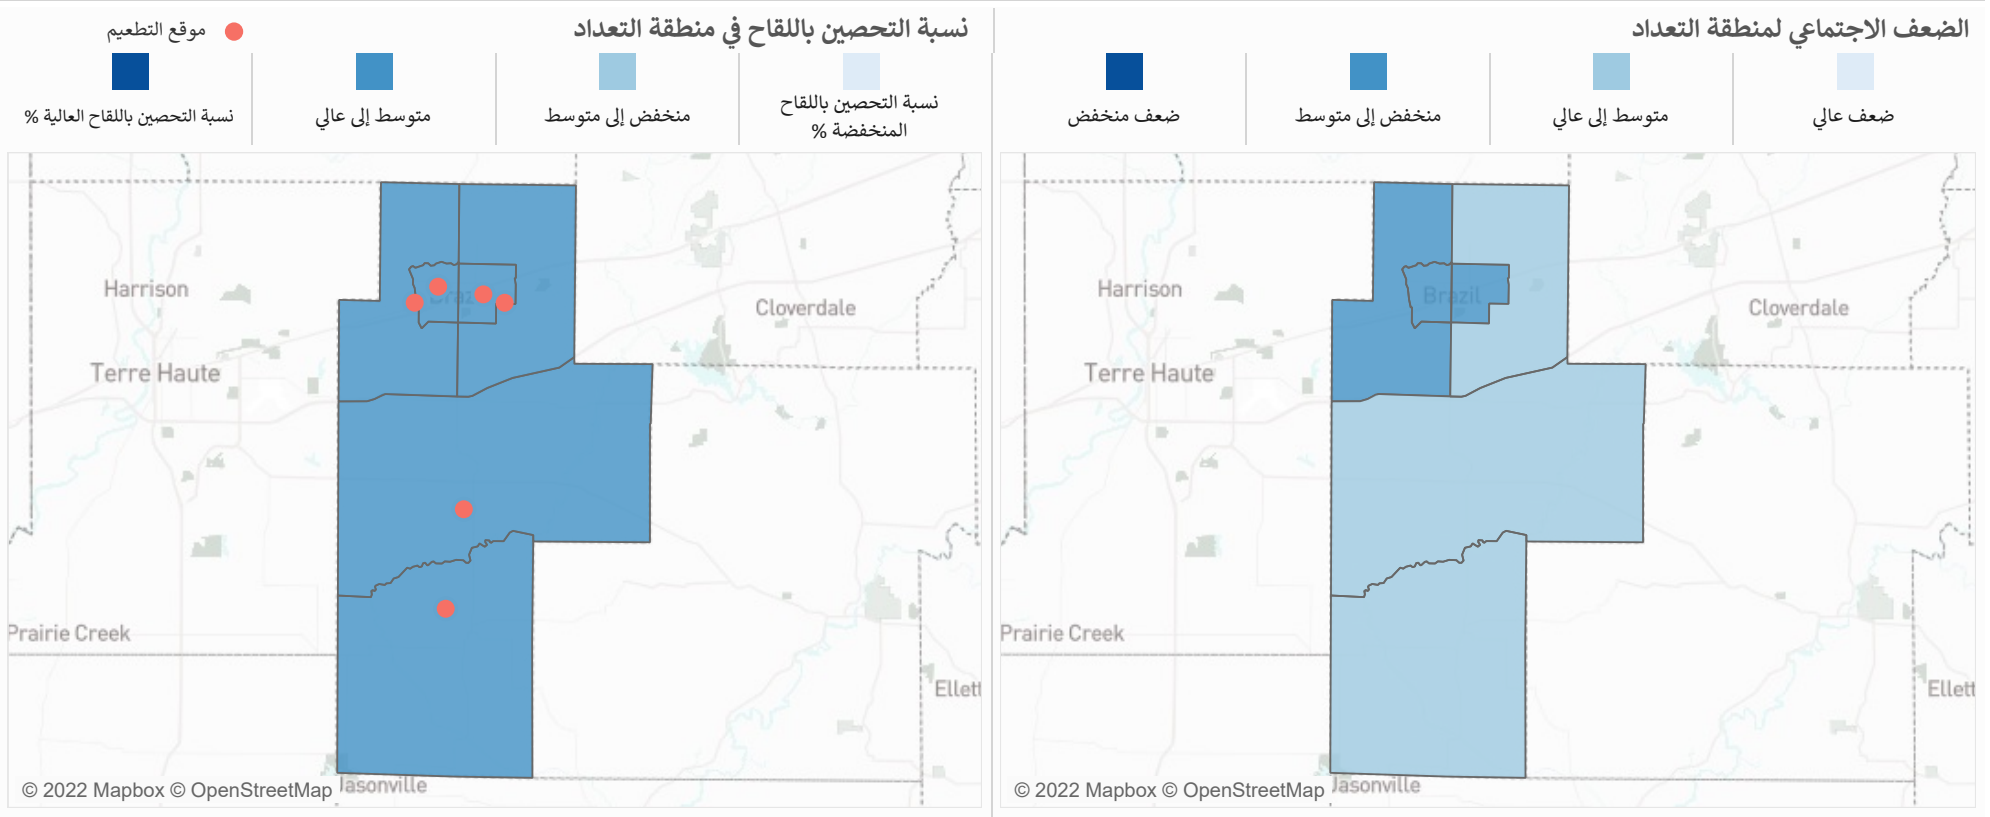 الضعف الاجتماعي لمنطقة التعداد
ضعف عالي
متوسط إلى عالي
منخفض إلى متوسط
ضعف منخفض
Harrison
Brazil
Cloverdale
Terre Haute
Prairie Creek
Ellett
Jasonville
© 2022 Mapbox © OpenStreetMap
نسبة التحصين باللقاح في منطقة التعداد
موقع التطعيم
نسبة التحصين باللقاح
المنخفضة %
منخفض إلى متوسط
متوسط إلى عالي
نسبة التحصين باللقاح العالية %
Harrison
Braz
Cloverdale
Terre Haute
Prairie Creek
Ellett
Jasonville
© 2022 Mapbox © OpenStreetMap